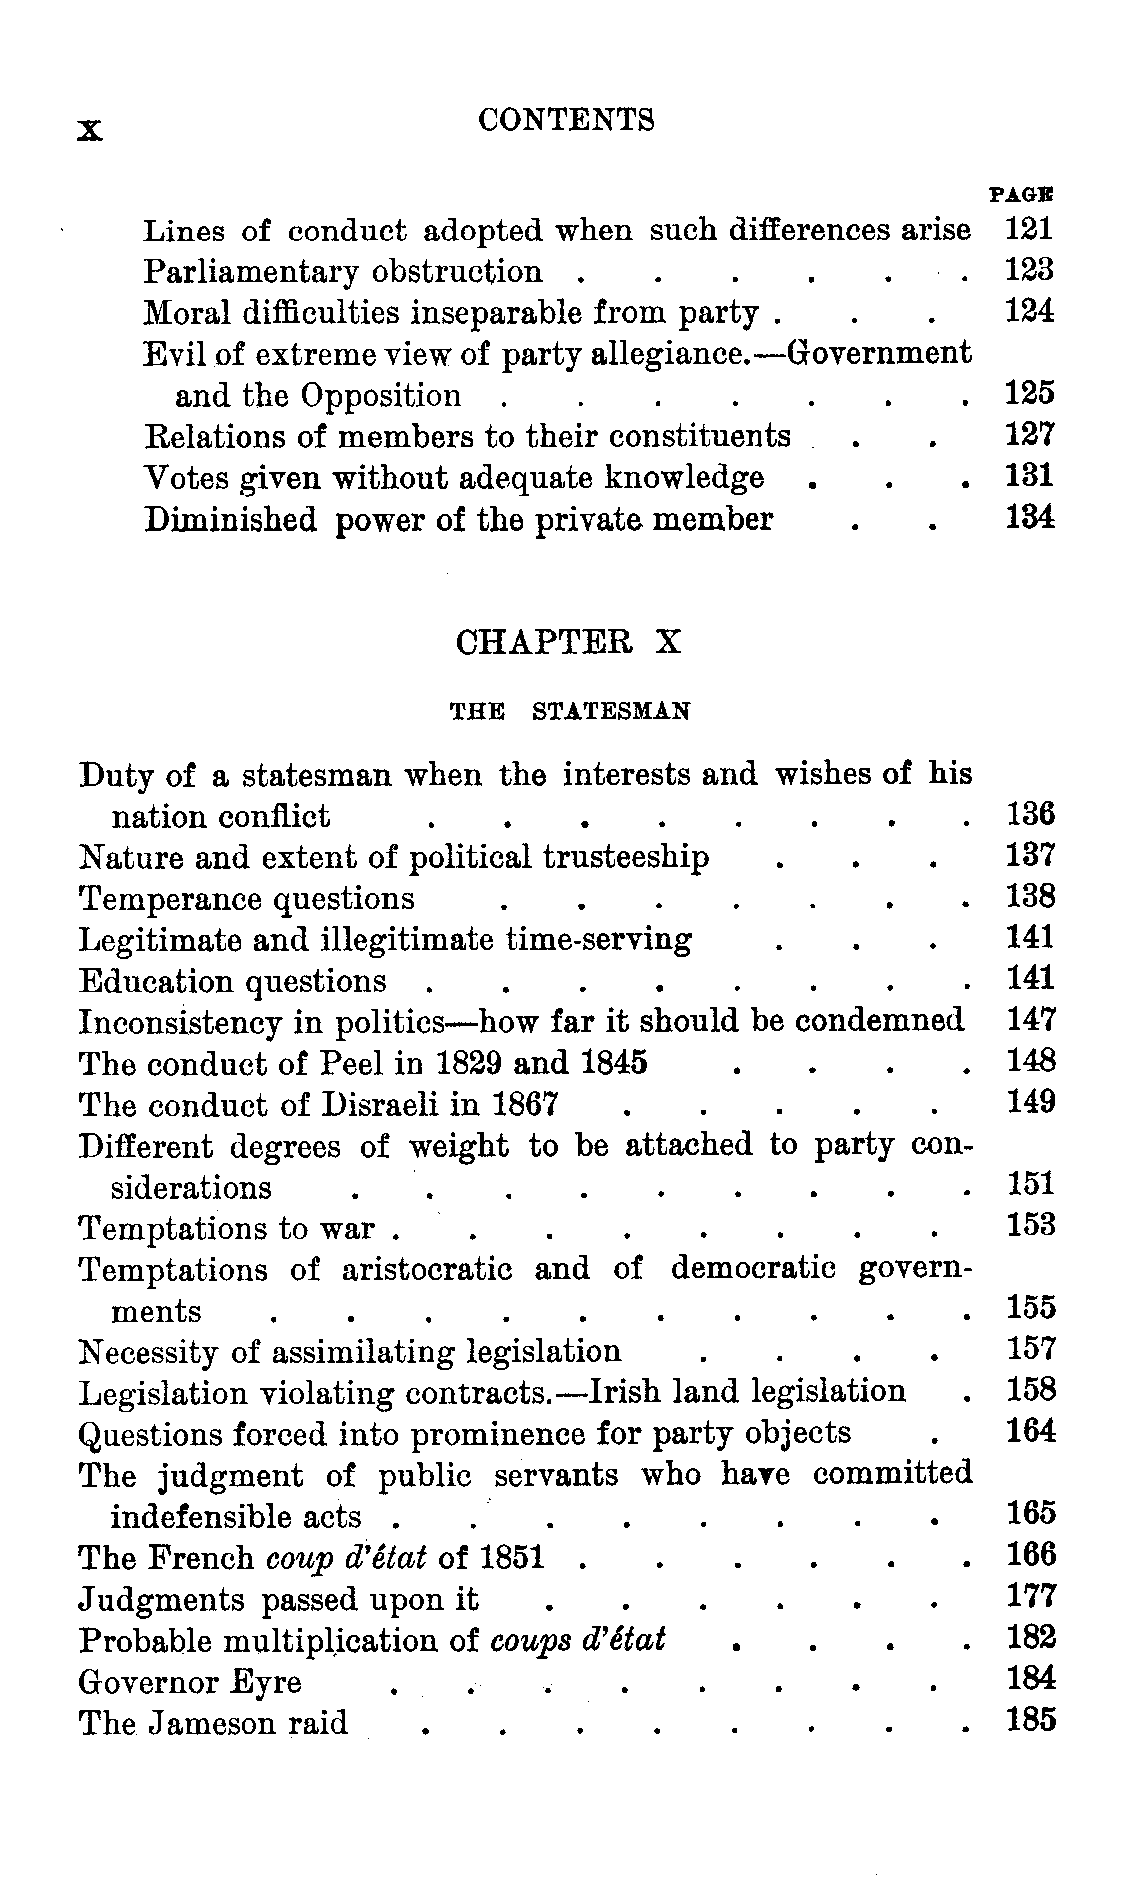 x CONTENTS
PAGE
Lines of conduct adopted when such differences arise 121
Parliamentary obstruction . . . . . . 123
Moral difficulties inseparable from party . . . 124
Evil of extreme view of party allegiance.—Government
and the Opposition . . . . . . . 125
Relations of members to their constituents . . 127
Votes given without adequate knowledge . . . 131
Diminished power of the private member . . 134
CHAPTER X
THE STATESMAN
Duty of a statesman when the interests and wishes of his
nation conflict . . . . . . . . 136
Nature and extent of political trusteeship . . . 137
Temperance questions . . . . . . . 138
Legitimate and illegitimate time-serving . . . 141
Education questions . . . . . . . . 141
Inconsistency in politics—how far it should be condemned 147
The conduct of Peel in 1829 and 1845 . . . . 148
The conduct of Disraeli in 1867 . . . . . 149
Different degrees of weight to be attached to party con-
siderations . . . . . . . . . 151
Temptations to war . . . . . . . . 153
Temptations of aristocratic and of democratic govern-
ments . . . . . . . . . . 155
Necessity of assimilating legislation . . . . 157
Legislation violating contracts.—Irish land legislation . 158
Questions forced into prominence for party objects . 164
The judgment of public servants who have committed
indefensible acts . . . . . . . . 165
The French coup d'état of 1851 . . . . . . 166
Judgments passed upon it . . . . . . 177
Probable multiplication of coups d'état . . . . 182
Governor Eyre . . . . . . . . 184
The Jameson raid . . . . . . . . 185